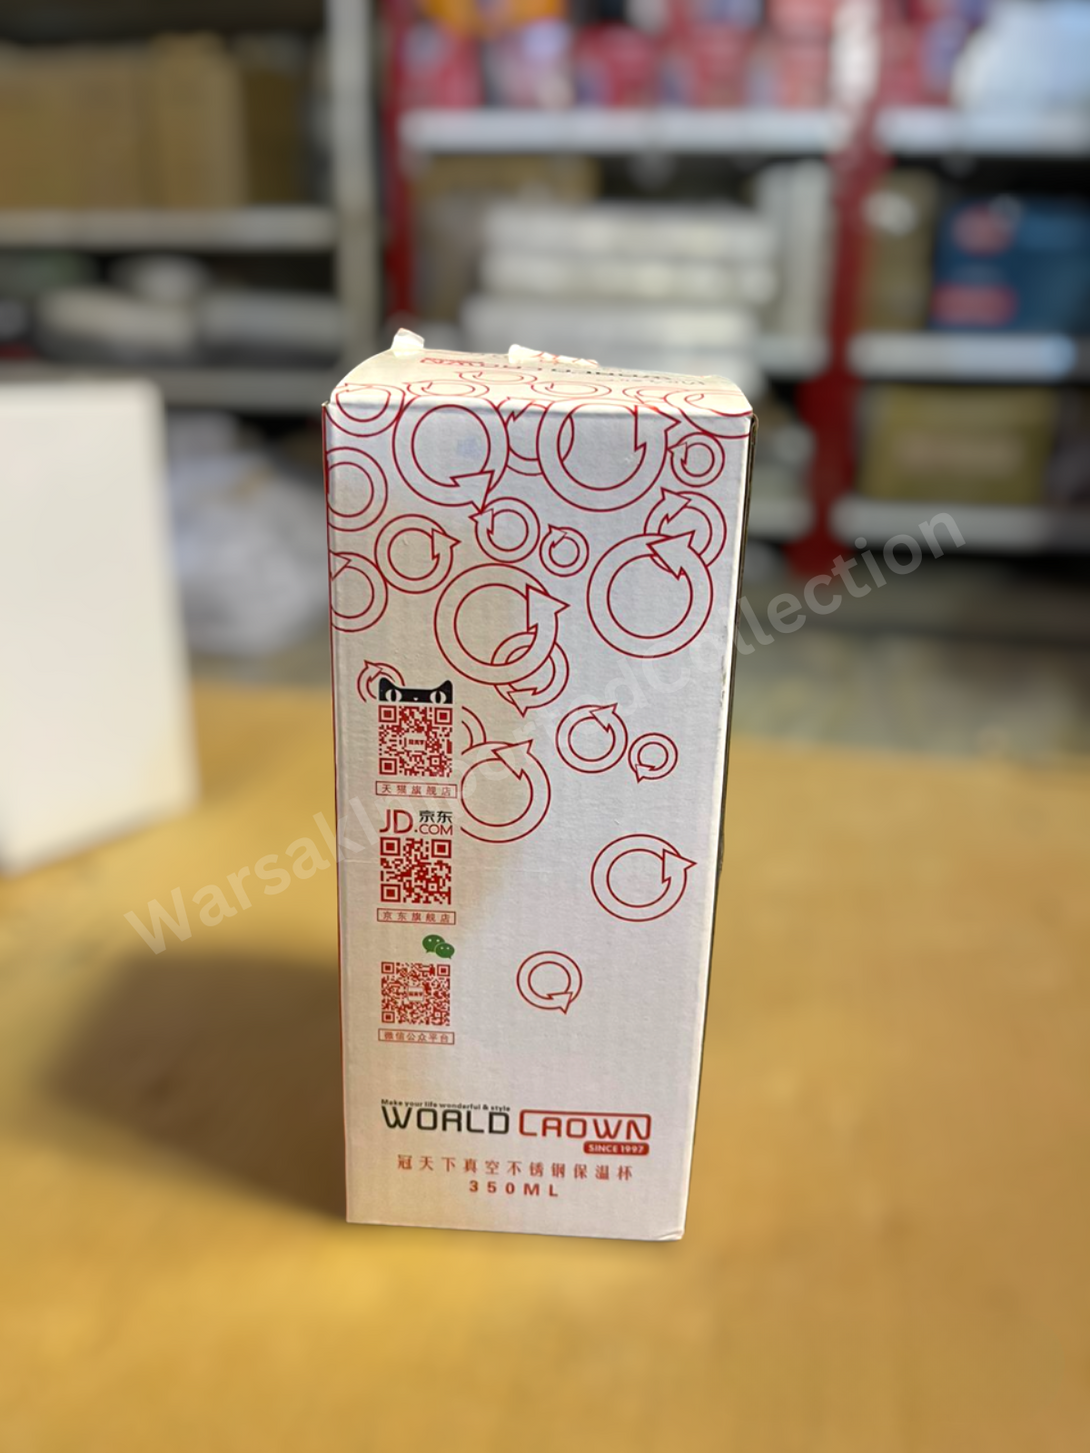 天猫旗舰店
JD 京东
.COM
京东旗舰店
微信公众平台
Make your life wonderful & style
WORLD CROWN
SINCE 1997
冠天下真空不锈钢保温杯
350ML